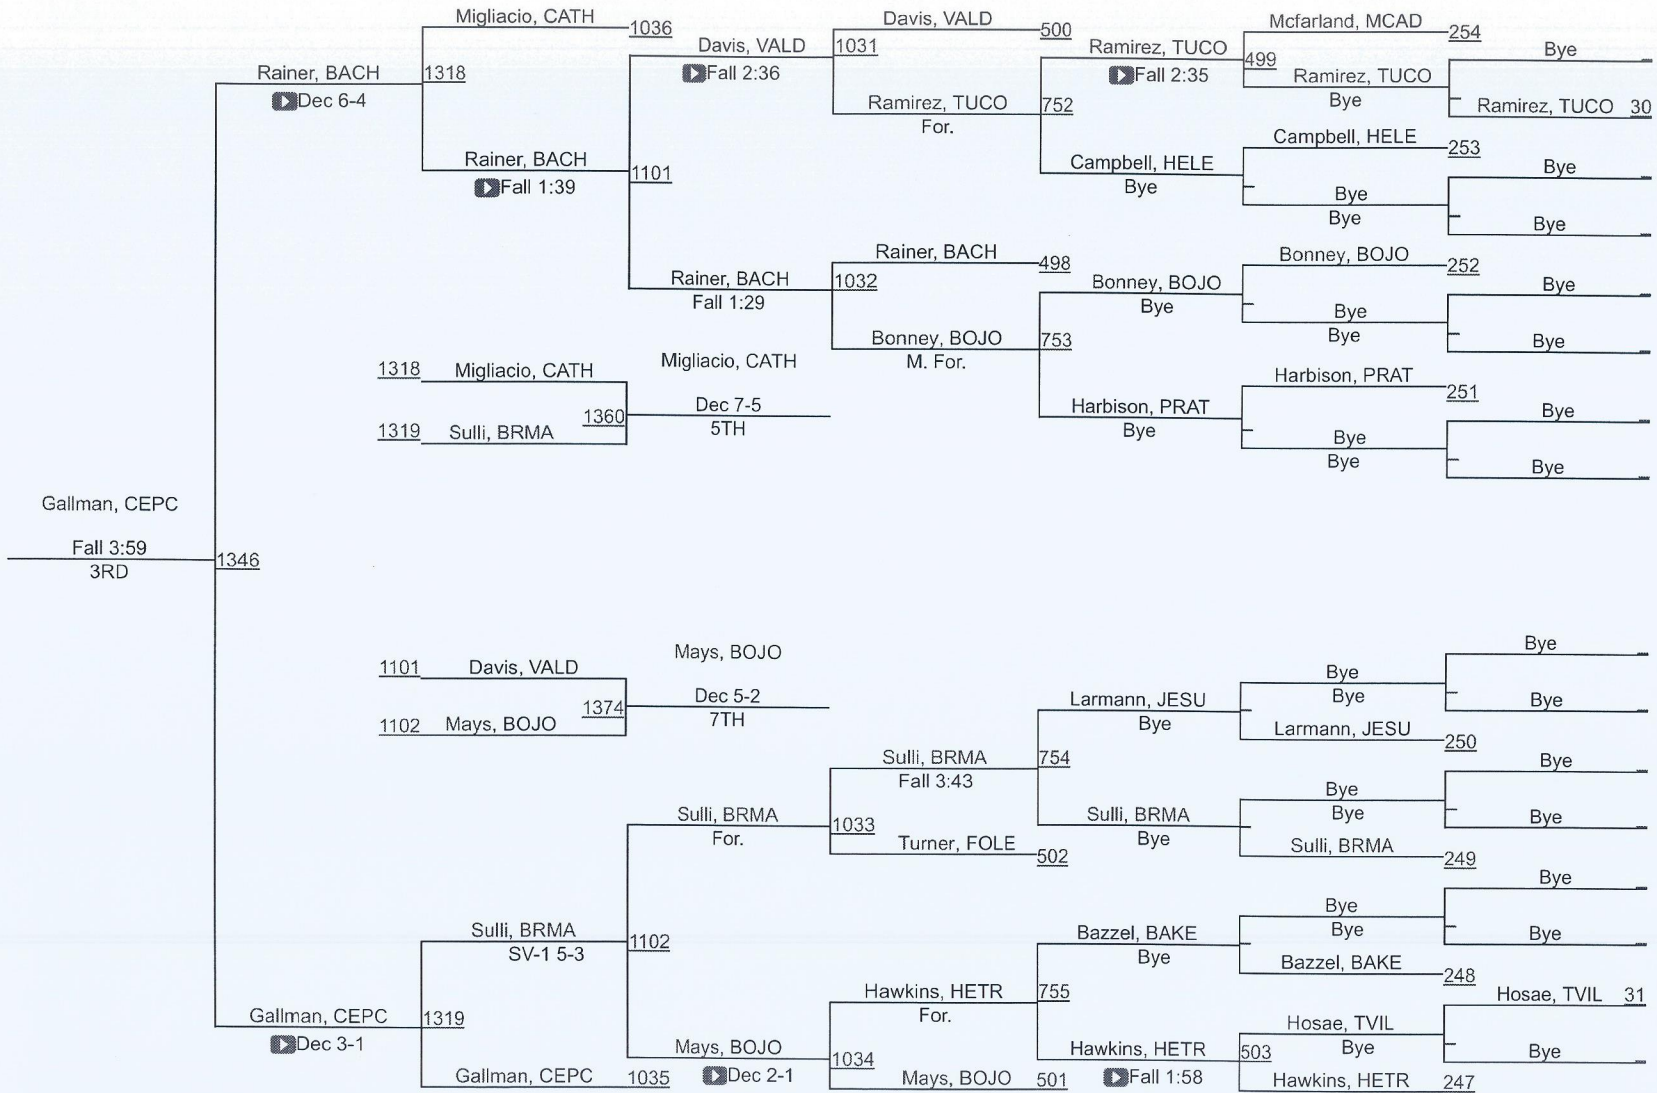 Migliacio, CATH
1036
Davis, VALD
500
Mcfarland, MCAD
254
Bye
Davis, VALD
1031
Fall 2:36
Ramirez, TUCO
499
Fall 2:35
Ramirez, TUCO
Bye
Ramirez, TUCO 30
Rainer, BACH
1318
Dec 6-4
Ramirez, TUCO
752
For.
Campbell, HELE
253
Bye
Rainer, BACH
1101
Fall 1:39
Campbell, HELE
Bye
Bye
Bye
Bye
Rainer, BACH
498
Bonney, BOJO
252
Bye
Rainer, BACH
1032
Fall 1:29
Bonney, BOJO
Bye
Bye
Bye
Bye
Bonney, BOJO
753
M. For.
1318 Migliacio, CATH
Migliacio, CATH
1360
Dec 7-5
5TH
1319 Sulli, BRMA
Harbison, PRAT
251
Bye
Harbison, PRAT
Bye
Bye
Bye
Bye
Gallman, CEPC
Fall 3:59
3RD
1346
1101 Davis, VALD
Mays, BOJO
1374
Dec 5-2
7TH
1102 Mays, BOJO
Bye
Bye
Bye
Bye
Larmann, JESU
Bye
Larmann, JESU
250
Sulli, BRMA
754
Fall 3:43
Bye
Bye
Bye
Bye
Sulli, BRMA
1033
For.
Sulli, BRMA
Bye
Turner, FOLE
502
Sulli, BRMA
249
Bye
Bye
Bye
Bye
Sulli, BRMA
1102
SV-1 5-3
Bazzel, BAKE
Bye
Bazzel, BAKE
248
Hawkins, HETR
755
For.
Hosae, TVIL 31
Hosae, TVIL
Bye
Bye
Gallman, CEPC
1319
Dec 3-1
Mays, BOJO
1034
Dec 2-1
Hawkins, HETR
503
Fall 1:58
Gallman, CEPC
1035
Mays, BOJO
501
Hawkins, HETR
247